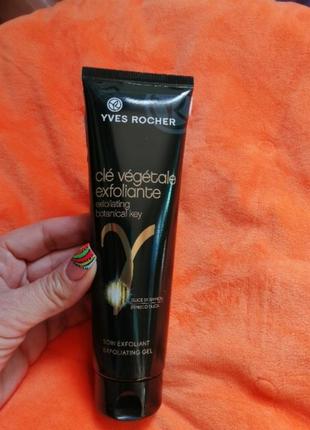 YVES ROCHER
clé végétale
exfoliante
exfoliating
botanical key
SOIN EXFOLIANT
EXFOLIATING GEL